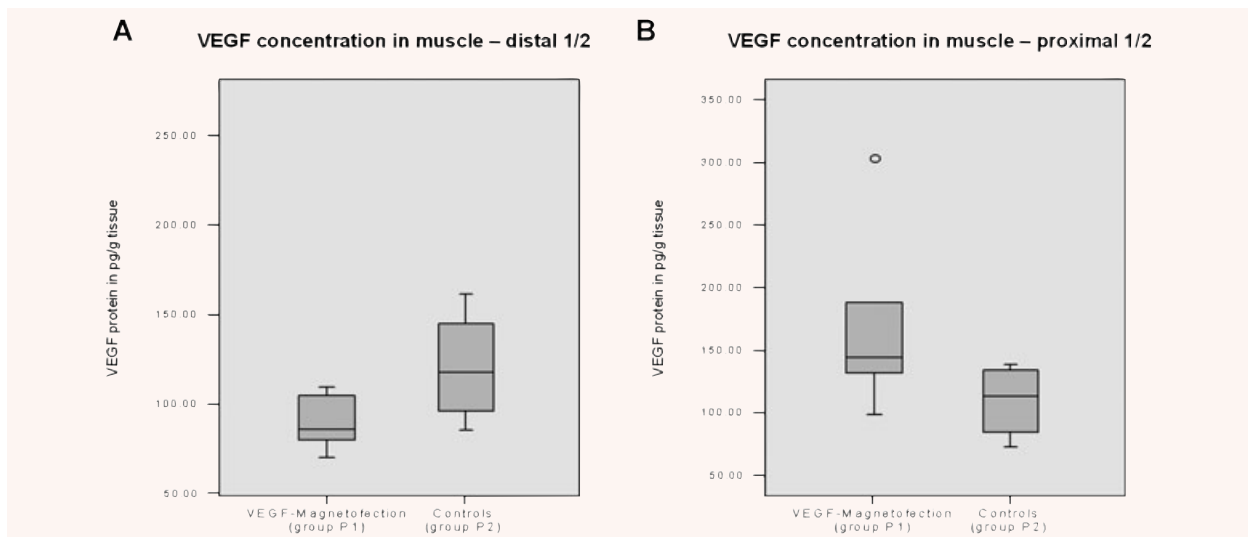 A
VEGF concentration in muscle – distal 1/2
VEGF protein in pg/g tissue
250.00
200.00
150.00
100.00
50.00
VEGF-Magnetofection
(group P1)
Controls
(group P2)
B
VEGF concentration in muscle – proximal 1/2
VEGF protein in pg/g tissue
350.00
300.00
250.00
200.00
150.00
100.00
50.00
VEGF-Magnetofection
(group P1)
Controls
(group P2)